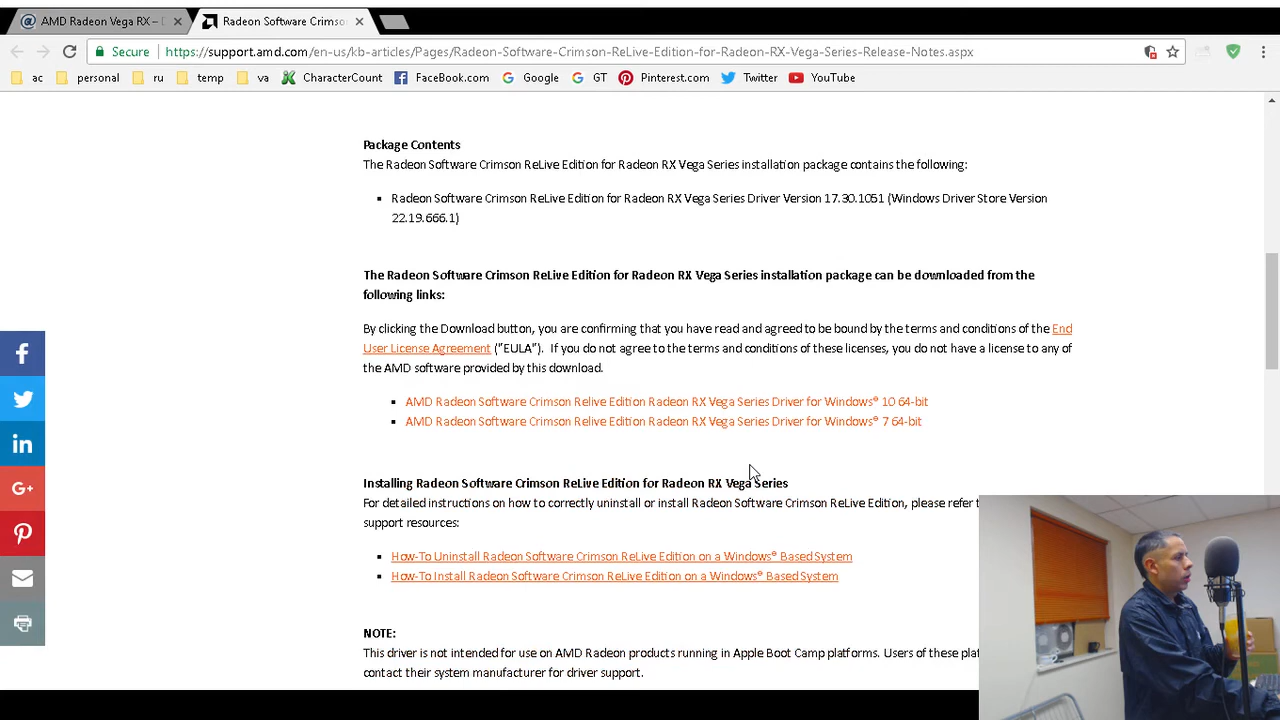 AMD Radeon Vega RX –
Radeon Software Crimso
Secure
https://support.amd.com/en-us/kb-articles/Pages/Radeon-Software-Crimson-ReLive-Edition-for-Radeon-RX-Vega-Series-Release-Notes.aspx
ac personal ru temp va CharacterCount FaceBook.com Google GT Pinterest.com Twitter YouTube
Package Contents
The Radeon Software Crimson ReLive Edition for Radeon RX Vega Series installation package contains the following:
Radeon Software Crimson ReLive Edition for Radeon RX Vega Series Driver Version 17.30.1051 (Windows Driver Store Version
22.19.666.1)
The Radeon Software Crimson ReLive Edition for Radeon RX Vega Series installation package can be downloaded from the
following links:
By clicking the Download button, you are confirming that you have read and agreed to be bound by the terms and conditions of the End
User License Agreement ("EULA"). If you do not agree to the terms and conditions of these licenses, you do not have a license to any of
the AMD software provided by this download.
AMD Radeon Software Crimson Relive Edition Radeon RX Vega Series Driver for Windows® 10 64-bit
AMD Radeon Software Crimson Relive Edition Radeon RX Vega Series Driver for Windows® 7 64-bit
Installing Radeon Software Crimson ReLive Edition for Radeon RX Vega Series
For detailed instructions on how to correctly uninstall or install Radeon Software Crimson ReLive Edition, please refer
support resources:
How-To Uninstall Radeon Software Crimson ReLive Edition on a Windows® Based System
How-To Install Radeon Software Crimson ReLive Edition on a Windows® Based System
NOTE:
This driver is not intended for use on AMD Radeon products running in Apple Boot Camp platforms. Users of these
contact their system manufacturer for driver support.